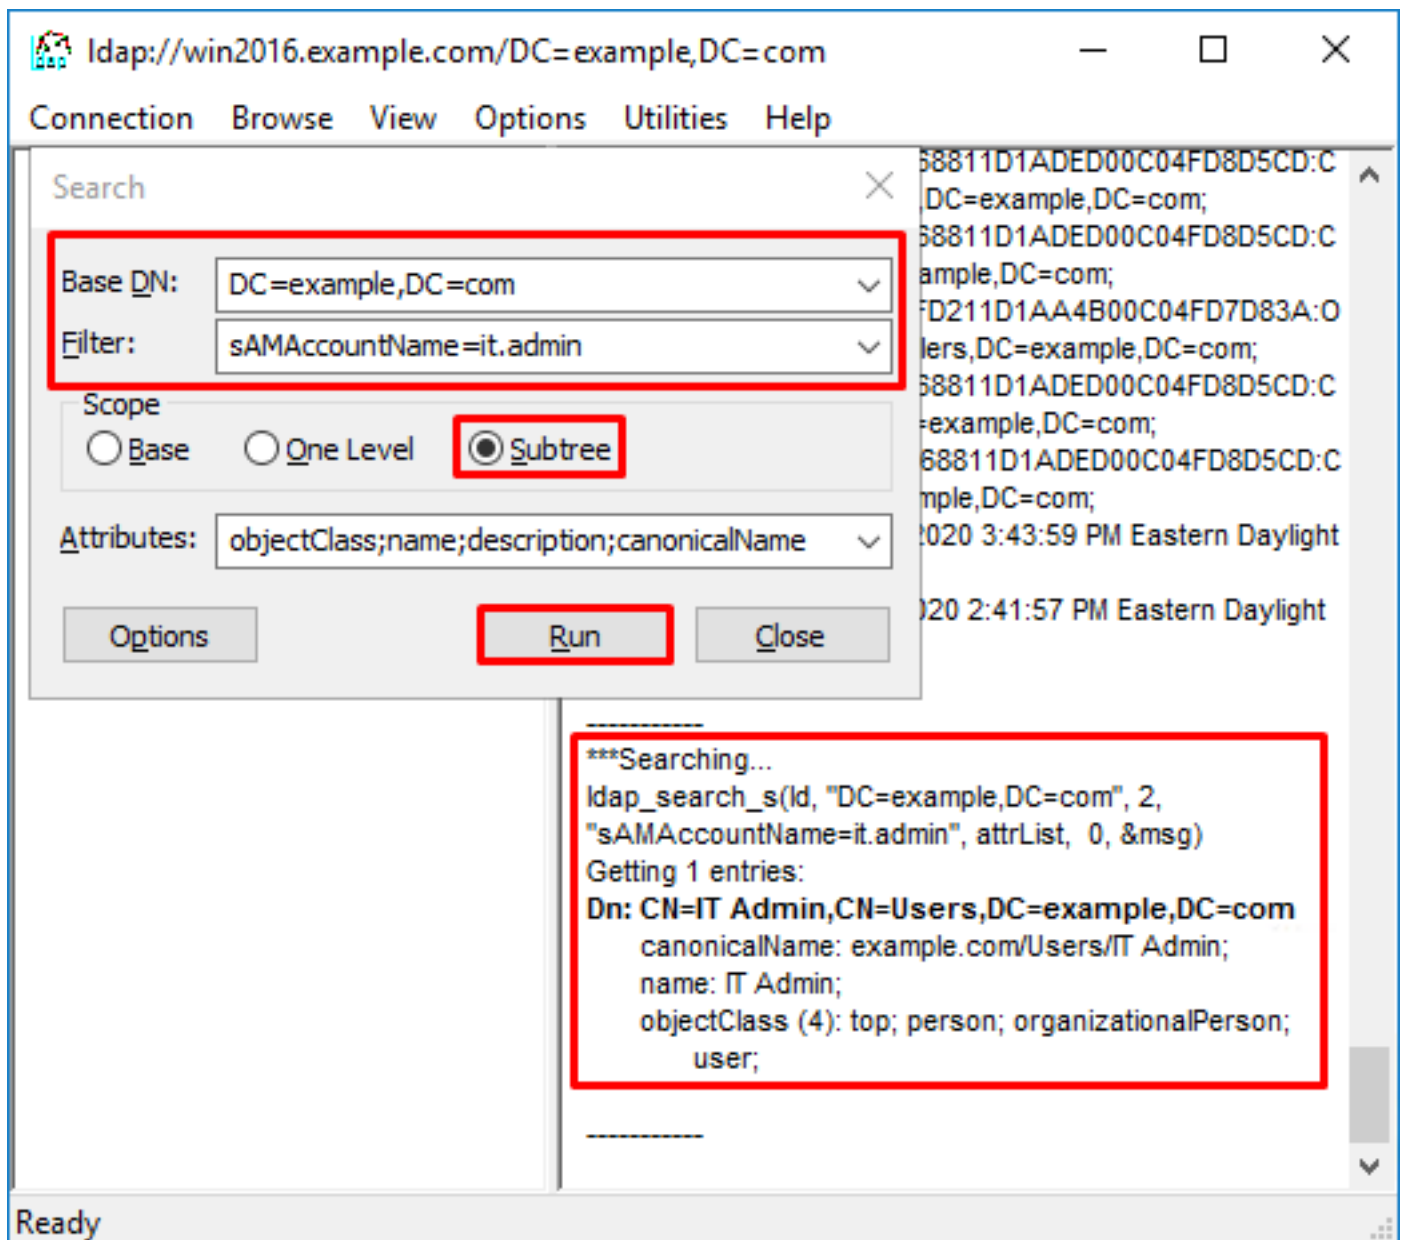 ldap://win2016.example.com/DC=example,DC=com
Connection Browse View Options Utilities Help
Search
Base DN: DC=example,DC=com
Filter: sAMAccountName=it.admin
Scope
Base One Level Subtree
Attributes: objectClass;name;description;canonicalName
Options Run Close
68811D1ADED00C04FD8D5CD:C
,DC=example,DC=com;
68811D1ADED00C04FD8D5CD:C
ample,DC=com;
FD211D1AA4B00C04FD7D83A:O
lers,DC=example,DC=com;
68811D1ADED00C04FD8D5CD:C
=example,DC=com;
68811D1ADED00C04FD8D5CD:C
mple,DC=com;
2020 3:43:59 PM Eastern Daylight
020 2:41:57 PM Eastern Daylight
-----------
***Searching...
ldap_search_s(ld, "DC=example,DC=com", 2,
"sAMAccountName=it.admin", attrList,  0, &msg)
Getting 1 entries:
Dn: CN=IT Admin,CN=Users,DC=example,DC=com
canonicalName: example.com/Users/IT Admin;
name: IT Admin;
objectClass (4): top; person; organizationalPerson;
user;
-----------
Ready